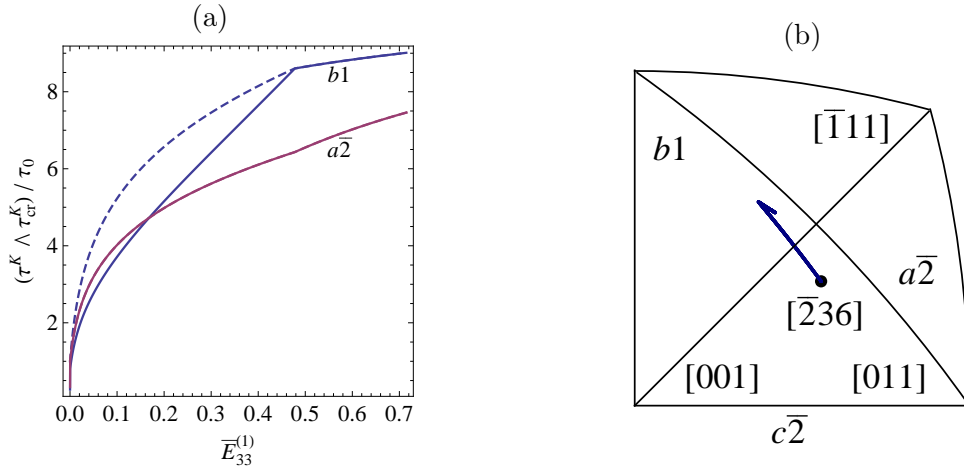 (a)
(τ^K ∧ τ_cr^K) / τ_0
8
6
4
2
b1
a2̅
0.0 0.1 0.2 0.3 0.4 0.5 0.6 0.7
E̅_33^(1)
(b)
[1̅11]
b1
a2̅
[2̅36]
[001] [011]
c2̅